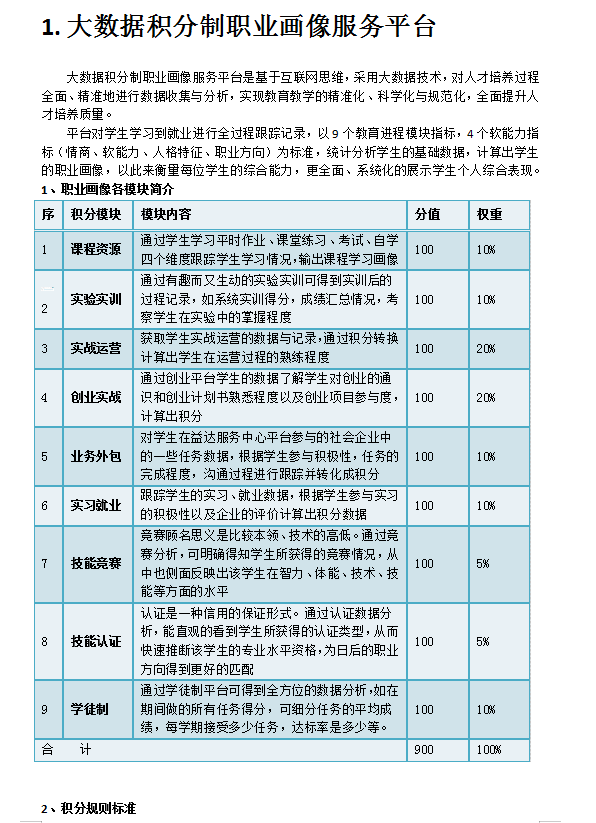 1. 大数据积分制职业画像服务平台
大数据积分制职业画像服务平台是基于互联网思维，采用大数据技术，对人才培养过程
全面、精准地进行数据收集与分析，实现教育教学的精准化、科学化与规范化，全面提升人
才培养质量。
平台对学生学习到就业进行全过程跟踪记录，以 9 个教育进程模块指标，4 个软能力指
标（情商、软能力、人格特征、职业方向）为标准，统计分析学生的基础数据，计算出学生
的职业画像，以此来衡量每位学生的综合能力，更全面、系统化的展示学生个人综合表现。
1、职业画像各模块简介
序 积分模块 模块内容 分值 权重
1 课程资源 通过学生学习平时作业、课堂练习、考试、自学
四个维度跟踪学生学习情况，输出课程学习画像 100 10%
2 实验实训 通过有趣而又生动的实验实训可得到实训后的
过程记录，如系统实训得分，成绩汇总情况，考 100 10%
察学生在实验中的掌握程度
3 实战运营 获取学生实战运营的数据与记录，通过积分转换
计算出学生在运营过程的熟练程度 100 20%
4 创业实战 通过创业平台学生的数据了解学生对创业的通
识和创业计划书熟悉程度以及创业项目参与度， 100 20%
计算出积分
5 业务外包 对学生在益达服务中心平台参与的社会企业中
的一些任务数据，根据学生参与积极性，任务的 100 10%
完成程度，沟通过程进行跟踪并转化成积分
6 实习就业 跟踪学生的实习、就业数据，根据学生参与实习
的积极性以及企业的评价计算出积分数据 100 10%
7 技能竞赛 竞赛顾名思义是比较本领、技术的高低。通过竞
赛分析，可明确得知学生所获得的竞赛情况，从 100 5%
中也侧面反映出该学生在智力、体能、技术、技
能等方面的水平
8 技能认证 认证是一种信用的保证形式。通过认证数据分
析，能直观的看到学生所获得的认证类型，从而 100 5%
快速推断该学生的专业水平资格，为日后的职业
方向得到更好的匹配
9 学徒制 通过学徒制平台可得到全方位的数据分析，如在
期间做的所有任务得分，可细分任务的平均成 100 10%
绩，每学期接受多少任务，达标率是多少等。
合 计 900 100%
2、积分规则标准